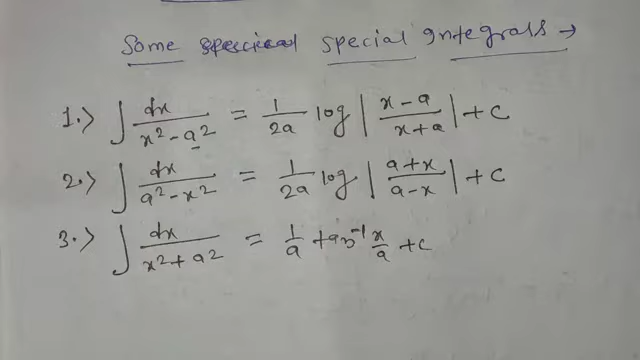 Some special Integrals →
1.> ∫ dx / (x² - a²) = 1/2a log | (x - a) / (x + a) | + C
2.> ∫ dx / (a² - x²) = 1/2a log | (a + x) / (a - x) | + C
3.> ∫ dx / (x² + a²) = 1/a tan⁻¹ x/a + C